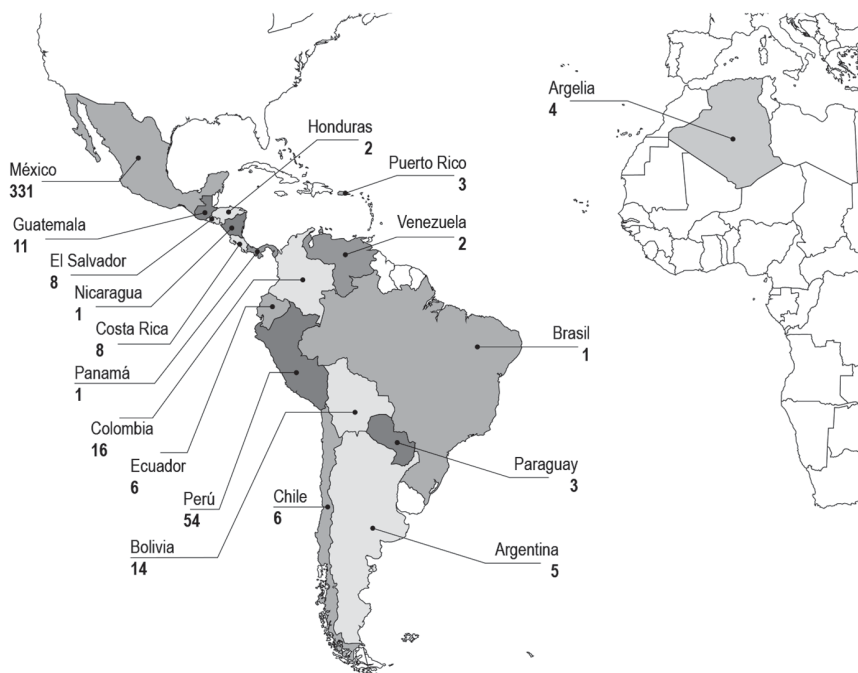 Honduras
2
Argelia
4
México
331
Puerto Rico
3
Guatemala
11
Venezuela
2
El Salvador
8
Nicaragua
1
Costa Rica
8
Brasil
1
Panamá
1
Colombia
16
Ecuador
6
Paraguay
3
Perú
54
Chile
6
Bolivia
14
Argentina
5